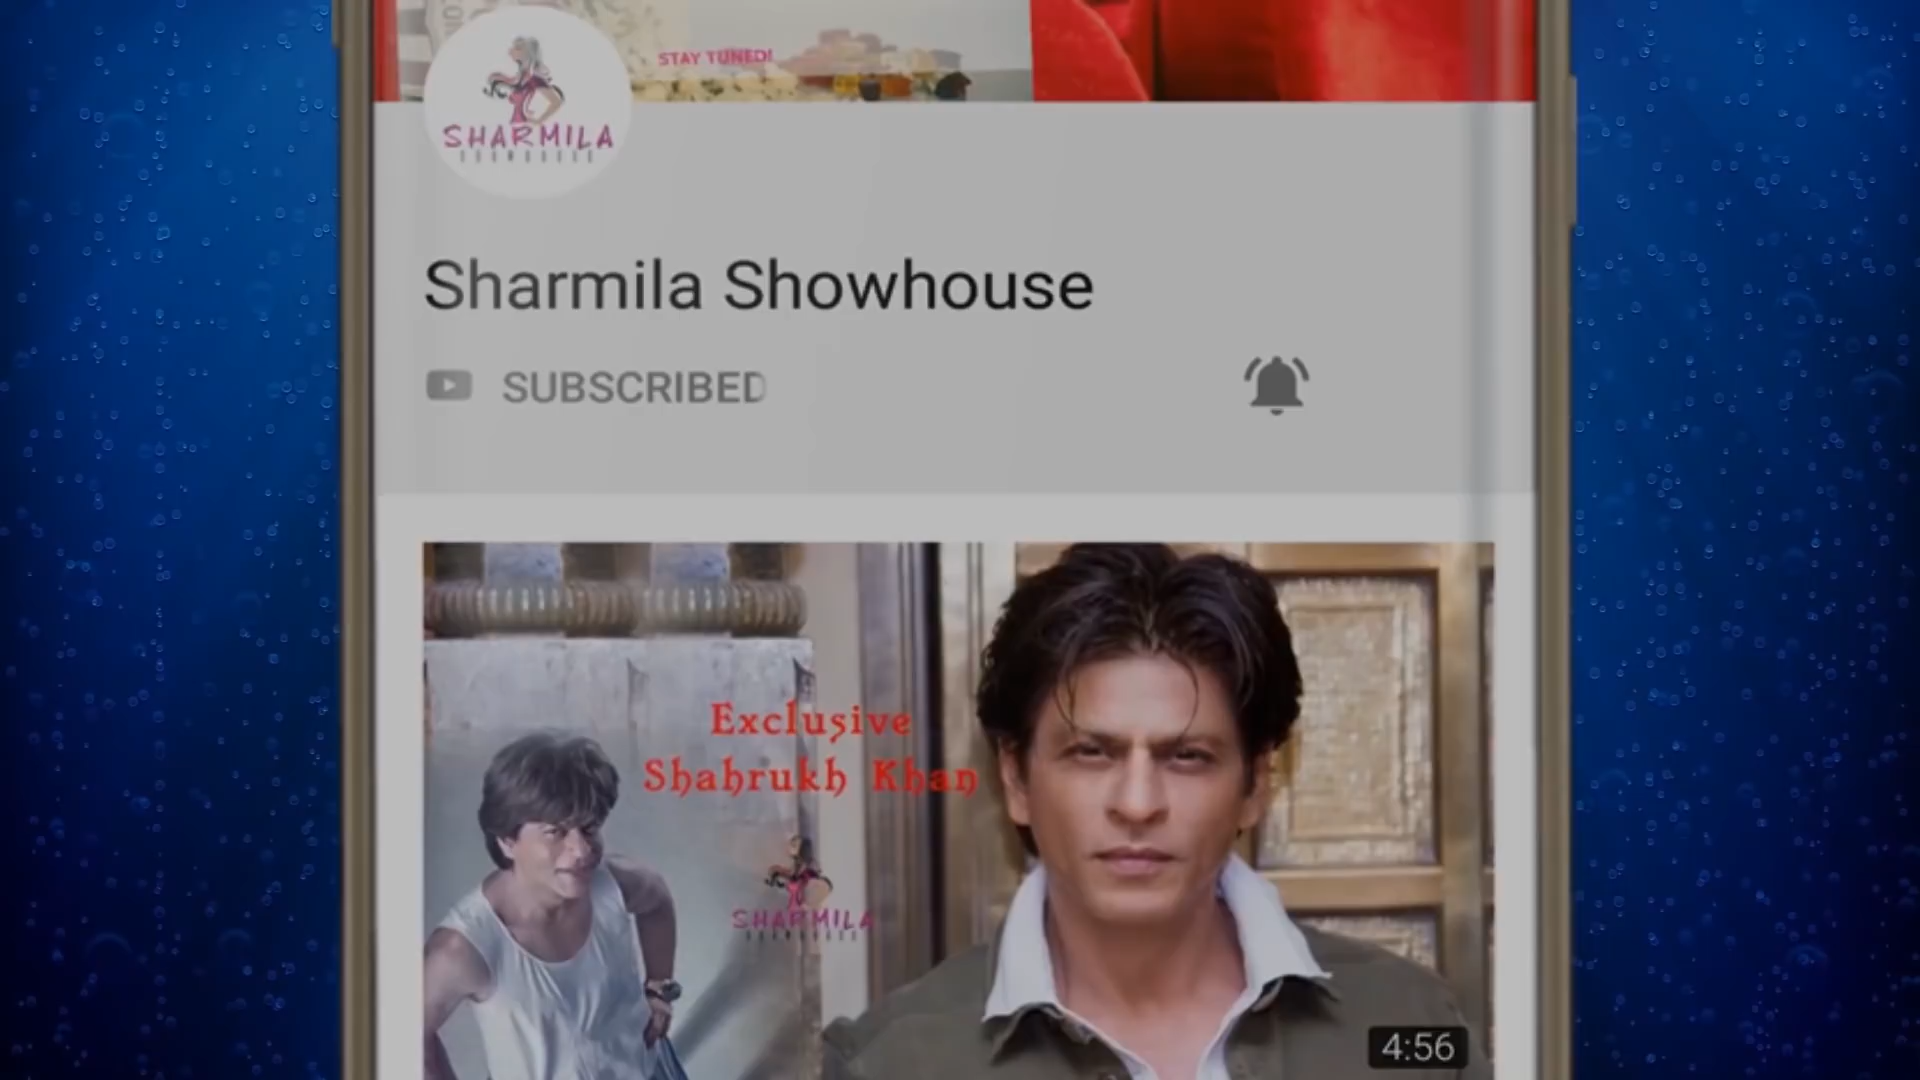 STAY TUNED!
SHARMILA
Sharmila Showhouse
SUBSCRIBED
Exclusive
Shahrukh Khan
SHARMILA
4:56